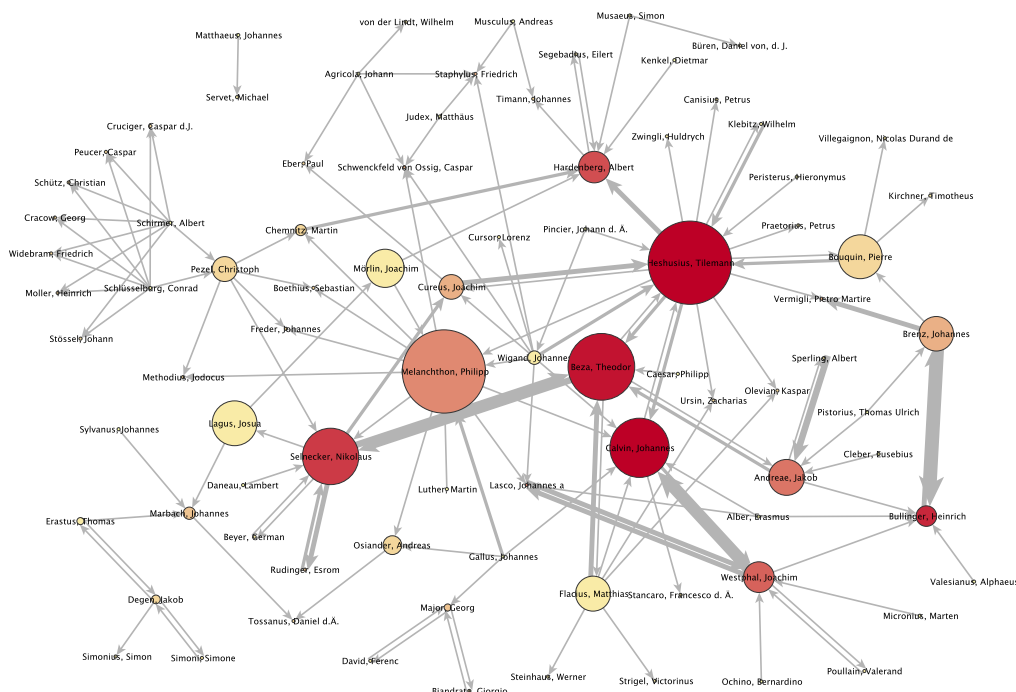 von der Lindt, Wilhelm
Musculus, Andreas
Musaeus, Simon
Matthaeus, Johannes
Büren, Daniel von, d. J.
Segebadius, Eilert
Kenkel, Dietmar
Agricola, Johann
Staphylus, Friedrich
Servet, Michael
Timann, Johannes
Canisius, Petrus
Judex, Matthäus
Klebitz, Wilhelm
Cruciger, Caspar d.J.
Zwingli, Huldrych
Villegaignon, Nicolas Durand de
Peucer, Caspar
Eber, Paul
Schwenckfeld von Ossig, Caspar
Hardenberg, Albert
Peristerus, Hieronymus
Schütz, Christian
Kirchner, Timotheus
Cracow, Georg
Schirmer, Albert
Chemnitz, Martin
Pincier, Johann d. Ä.
Praetorius, Petrus
Cursor, Lorenz
Widebram, Friedrich
Pezel, Christoph
Mörlin, Joachim
Heshusius, Tilemann
Bouquin, Pierre
Moller, Heinrich
Schlüsselburg, Conrad
Boethius, Sebastian
Cureus, Joachim
Vermigli, Pietro Martire
Stössel, Johann
Freder, Johannes
Brenz, Johannes
Wigand, Johannes
Sperling, Albert
Methodius, Jodocus
Melanchthon, Philipp
Beza, Theodor
Caesar, Philipp
Olevian, Kaspar
Ursin, Zacharias
Pistorius, Thomas Ulrich
Lagus, Josua
Sylvanus, Johannes
Selnecker, Nikolaus
Calvin, Johannes
Cleber, Eusebius
Daneau, Lambert
Luther, Martin
Lasco, Johannes a
Andreae, Jakob
Erastus, Thomas
Marbach, Johannes
Alber, Erasmus
Bullinger, Heinrich
Beyer, German
Osiander, Andreas
Gallus, Johannes
Rudinger, Esrom
Westphal, Joachim
Valesianus, Alphaeus
Degen, Jakob
Flacius, Matthias
Stancaro, Francesco d. Ä.
Major, Georg
Tossanus, Daniel d.Ä.
Micronius, Marten
Simonius, Simon
Simoni, Simone
David, Ferenc
Poullain, Valerand
Steinhaus, Werner
Strigel, Victorinus
Ochino, Bernardino
Biandrata, Giorgio